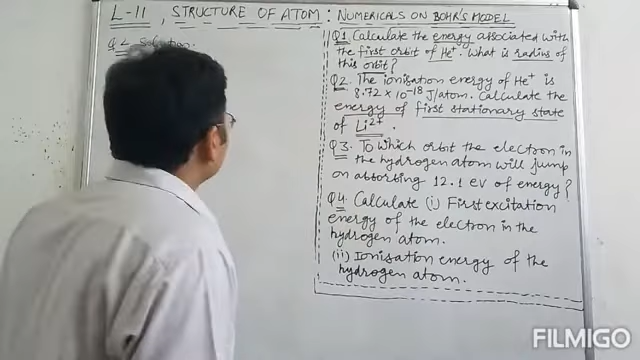 L-11, STRUCTURE OF ATOM: NUMERICALS ON BOHR'S MODEL
Q2. Solution.
Q1. Calculate the energy associated with
the first orbit of He⁺. What is radius of
this orbit?
Q2. The ionisation energy of He⁺ is
8.72 × 10⁻¹⁸ J/atom. Calculate the
energy of first stationary state
of Li²⁺.
Q3. To which orbit the electron in
the hydrogen atom will jump
on absorbing 12.1 eV of energy?
Q4. Calculate (i) First excitation
energy of the electron in the
hydrogen atom.
(ii) Ionisation energy of the
hydrogen atom.
FILMIGO